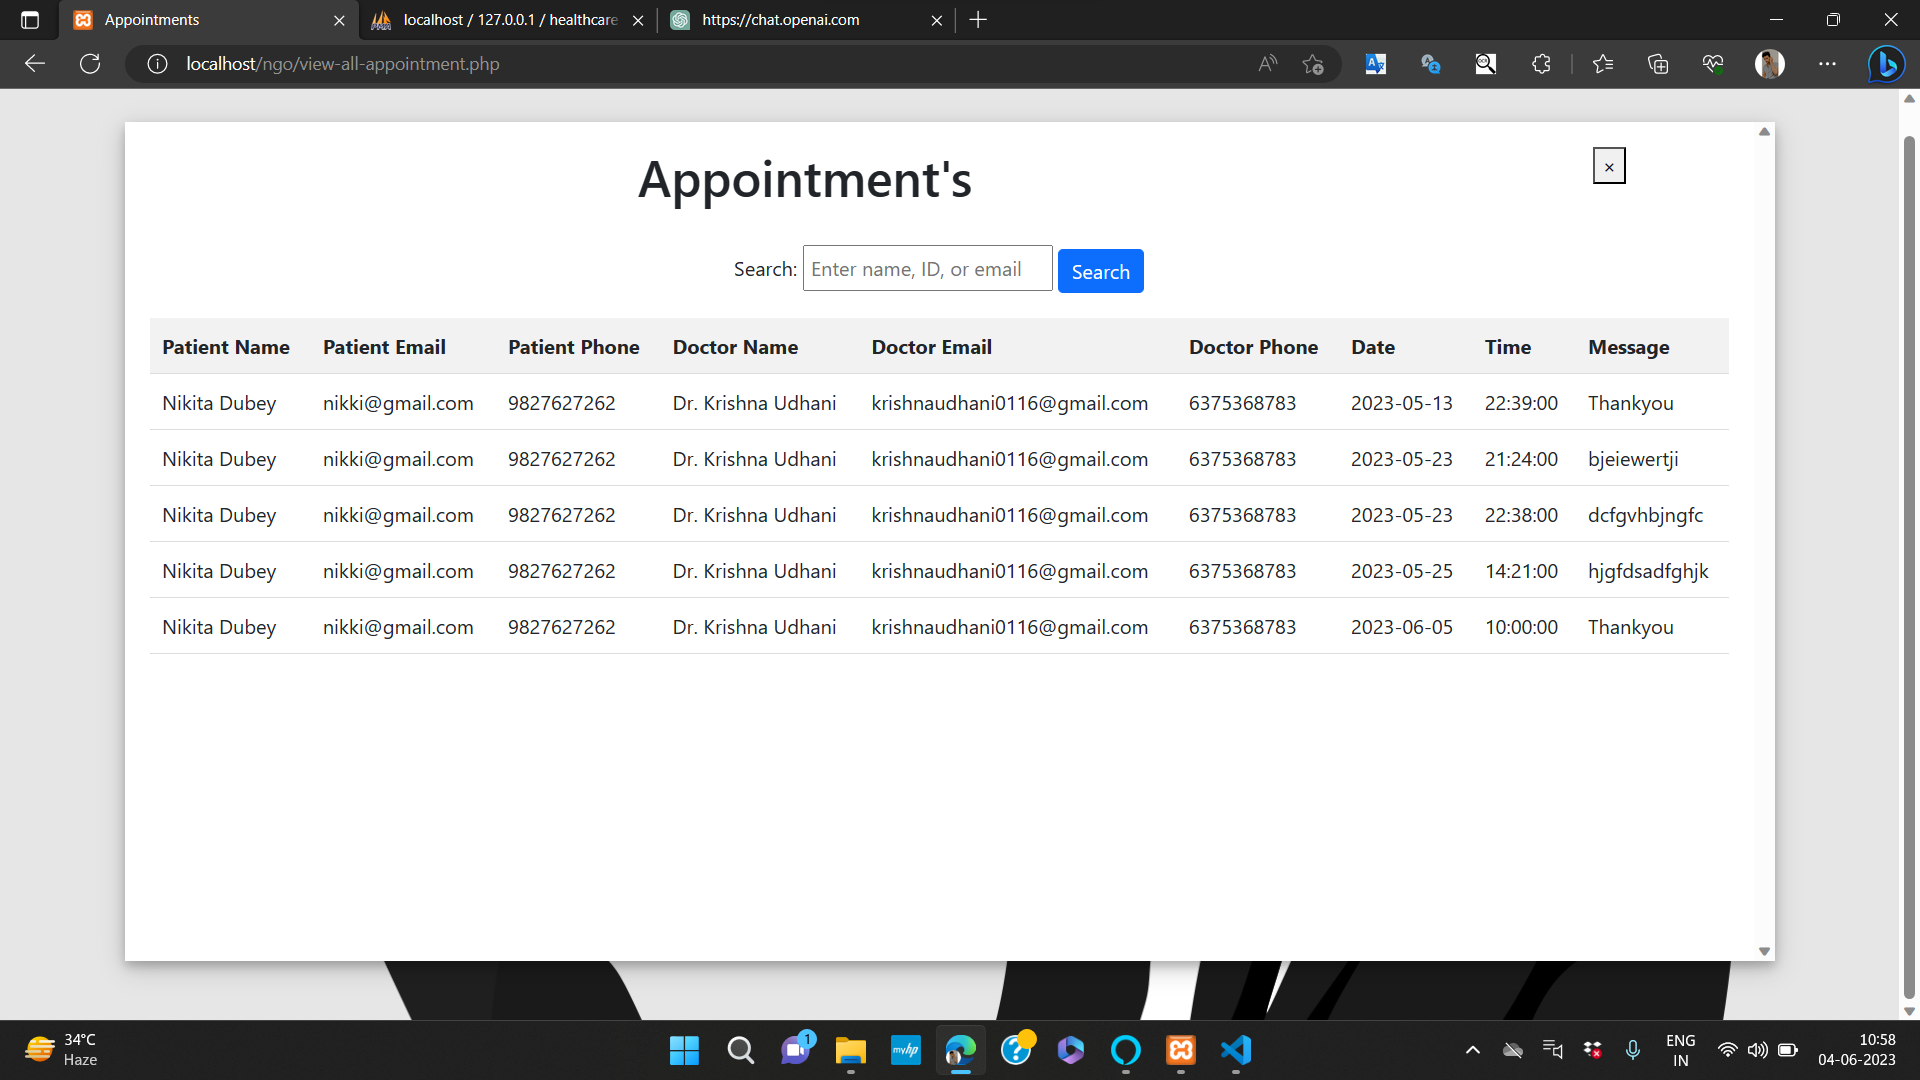 Appointments
localhost / 127.0.0.1 / healthcare
https://chat.openai.com
localhost/ngo/view-all-appointment.php
Appointment's
×
Search: Enter name, ID, or email Search
Patient Name Patient Email Patient Phone Doctor Name Doctor Email Doctor Phone Date Time Message
Nikita Dubey nikki@gmail.com 9827627262 Dr. Krishna Udhani krishnaudhani0116@gmail.com 6375368783 2023-05-13 22:39:00 Thankyou
Nikita Dubey nikki@gmail.com 9827627262 Dr. Krishna Udhani krishnaudhani0116@gmail.com 6375368783 2023-05-23 21:24:00 bjeiewertji
Nikita Dubey nikki@gmail.com 9827627262 Dr. Krishna Udhani krishnaudhani0116@gmail.com 6375368783 2023-05-23 22:38:00 dcfgvhbjngfc
Nikita Dubey nikki@gmail.com 9827627262 Dr. Krishna Udhani krishnaudhani0116@gmail.com 6375368783 2023-05-25 14:21:00 hjgfdsadfghjk
Nikita Dubey nikki@gmail.com 9827627262 Dr. Krishna Udhani krishnaudhani0116@gmail.com 6375368783 2023-06-05 10:00:00 Thankyou
34°C
Haze
1
myhp
ENG
IN
10:58
04-06-2023